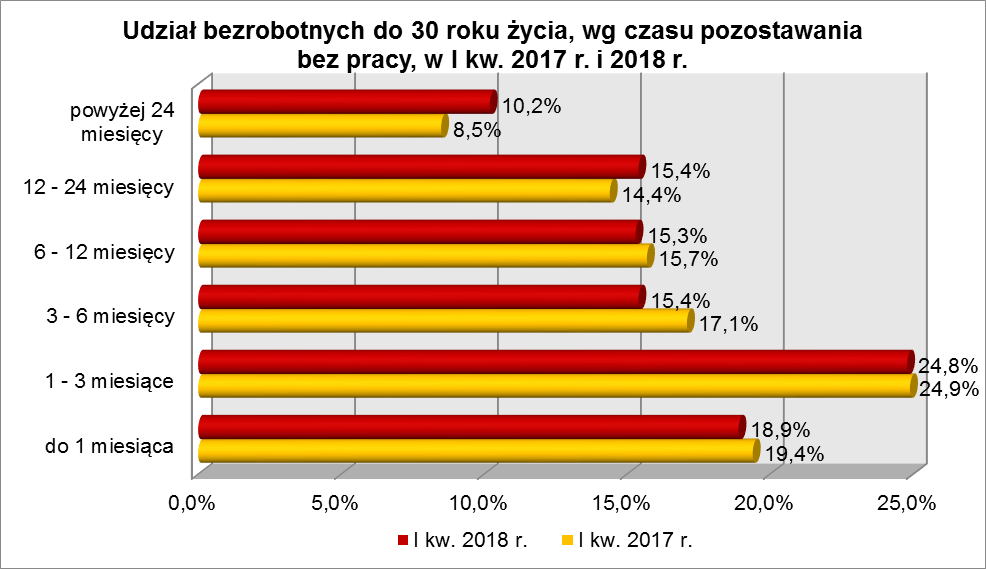 Udział bezrobotnych do 30 roku życia, wg czasu pozostawania
bez pracy, w I kw. 2017 r. i 2018 r.
powyżej 24
miesięcy
10,2%
8,5%
12 - 24 miesięcy
15,4%
14,4%
6 - 12 miesięcy
15,3%
15,7%
3 - 6 miesięcy
15,4%
17,1%
1 - 3 miesiące
24,8%
24,9%
do 1 miesiąca
18,9%
19,4%
0,0% 5,0% 10,0% 15,0% 20,0% 25,0%
I kw. 2018 r. I kw. 2017 r.